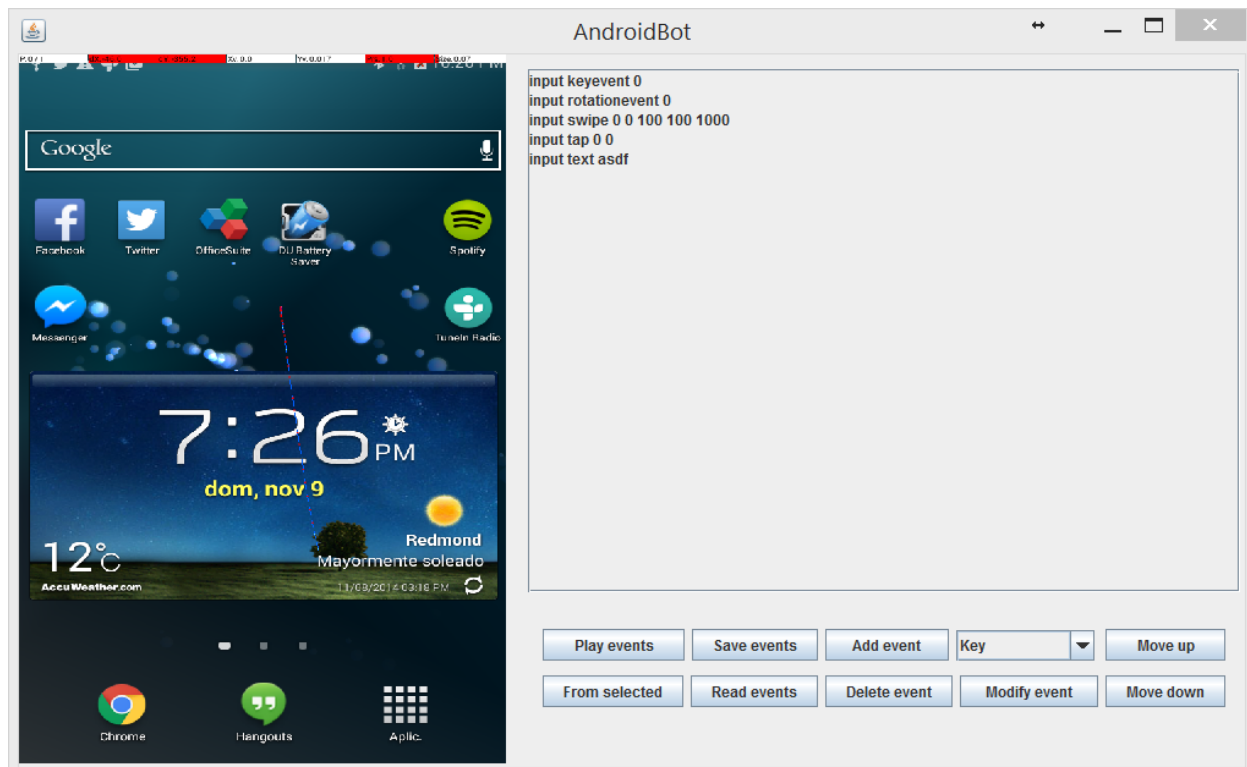 AndroidBot
Xv: 0.0
Google
Facebook
Twitter
OfficeSuite
DU Battery
Saver
Spotify
Messenger
TuneIn Radio
7:26
PM
dom, nov 9
Redmond
12°C
Mayormente soleado
AccuWeather.com
Chrome
Hangouts
Aplic.
input keyevent 0
input rotationevent 0
input swipe 0 0 100 100 1000
input tap 0 0
input text asdf
Play events
Save events
Add event
Key
Move up
From selected
Read events
Delete event
Modify event
Move down